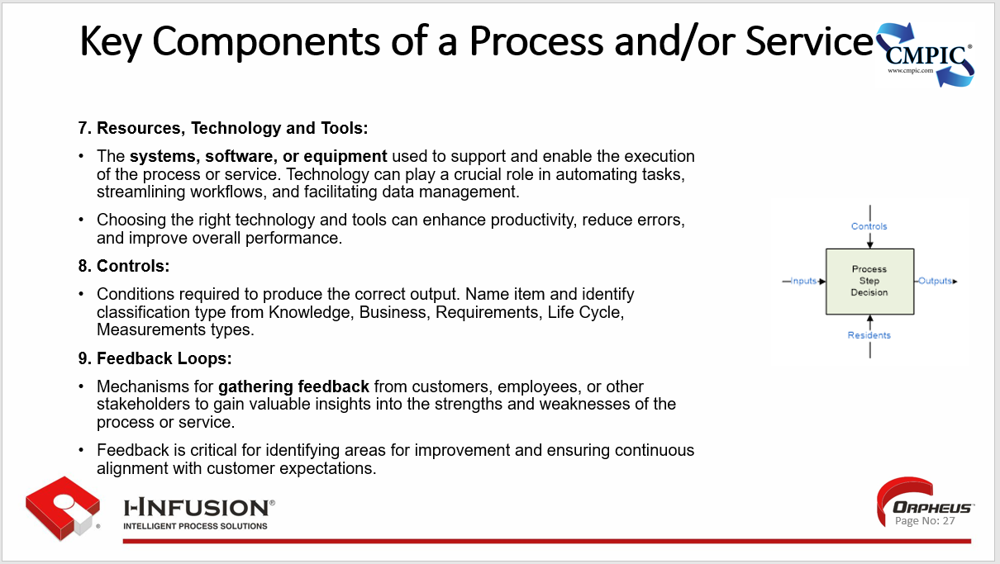 Key Components of a Process and/or Service
CMPIC®
www.cmpic.com
7. Resources, Technology and Tools:
• The systems, software, or equipment used to support and enable the execution
of the process or service. Technology can play a crucial role in automating tasks,
streamlining workflows, and facilitating data management.
• Choosing the right technology and tools can enhance productivity, reduce errors,
and improve overall performance.
8. Controls:
• Conditions required to produce the correct output. Name item and identify
classification type from Knowledge, Business, Requirements, Life Cycle,
Measurements types.
9. Feedback Loops:
• Mechanisms for gathering feedback from customers, employees, or other
stakeholders to gain valuable insights into the strengths and weaknesses of the
process or service.
• Feedback is critical for identifying areas for improvement and ensuring continuous
alignment with customer expectations.
Controls
Inputs
Process
Step
Decision
Outputs
Residents
®
I-INFUSION®
INTELLIGENT PROCESS SOLUTIONS
ORPHEUS™
Page No: 27